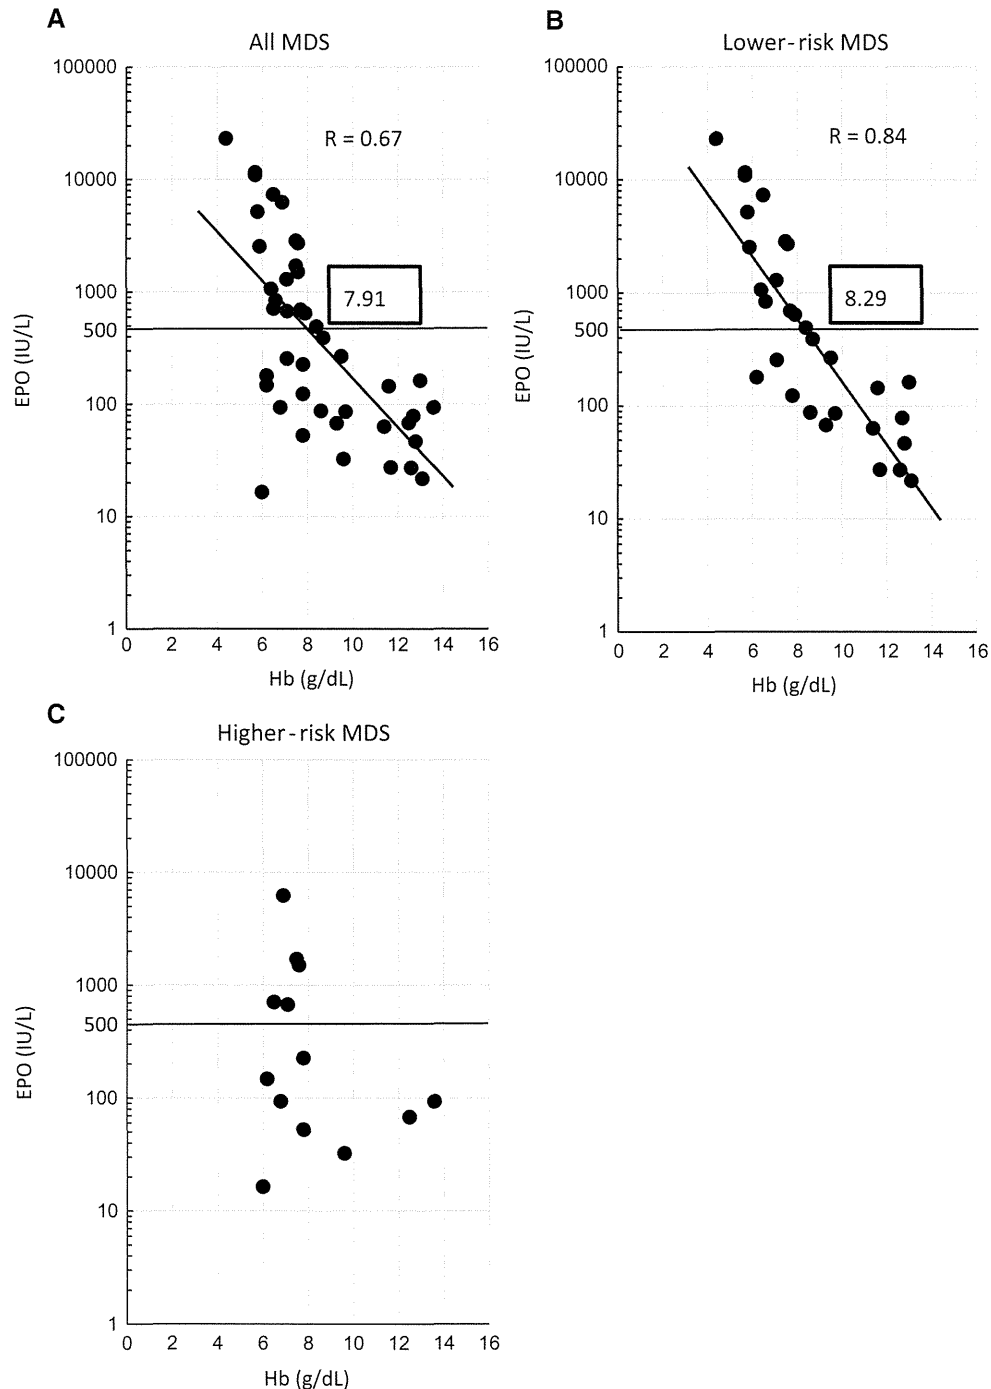 A
All MDS
100000
10000
1000
500
100
10
1
EPO (IU/L)
R = 0.67
7.91
0 2 4 6 8 10 12 14 16
Hb (g/dL)
B
Lower-risk MDS
100000
10000
1000
500
100
10
1
EPO (IU/L)
R = 0.84
8.29
0 2 4 6 8 10 12 14 16
Hb (g/dL)
C
Higher-risk MDS
100000
10000
1000
500
100
10
1
EPO (IU/L)
0 2 4 6 8 10 12 14 16
Hb (g/dL)